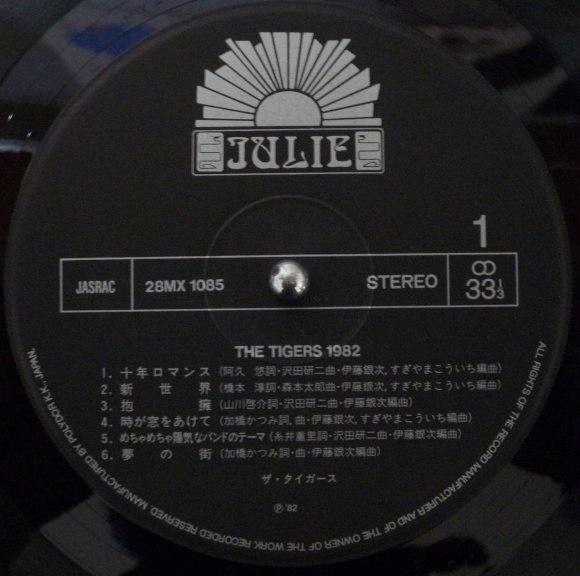 JULIE
1
JASRAC
28MX 1085
STEREO
33 1/3
THE TIGERS 1982
1. 十年ロマンス (阿久 悠詞・沢田研二曲・伊藤銀次,すぎやまこういち編曲)
2. 新世界 (橋本 淳詞・森本太郎曲・伊藤銀次,すぎやまこういち編曲)
3. 抱擁 (山川啓介詞・沢田研二曲・伊藤銀次編曲)
4. 時が窓をあけて (加橋かつみ詞,曲・伊藤銀次,すぎやまこういち編曲)
5. めちゃめちゃ陽気なバンドのテーマ (糸井重里詞・沢田研二曲・伊藤銀次編曲)
6. 夢の街 (加橋かつみ詞・曲・伊藤銀次編曲)
ザ・タイガース
Ⓟ '82
ALL RIGHTS OF THE RECORD MANUFACTURER AND OF THE OWNER OF THE WORK RECORDED RESERVED. MANUFACTURED BY POLYDOR K.K., JAPAN.